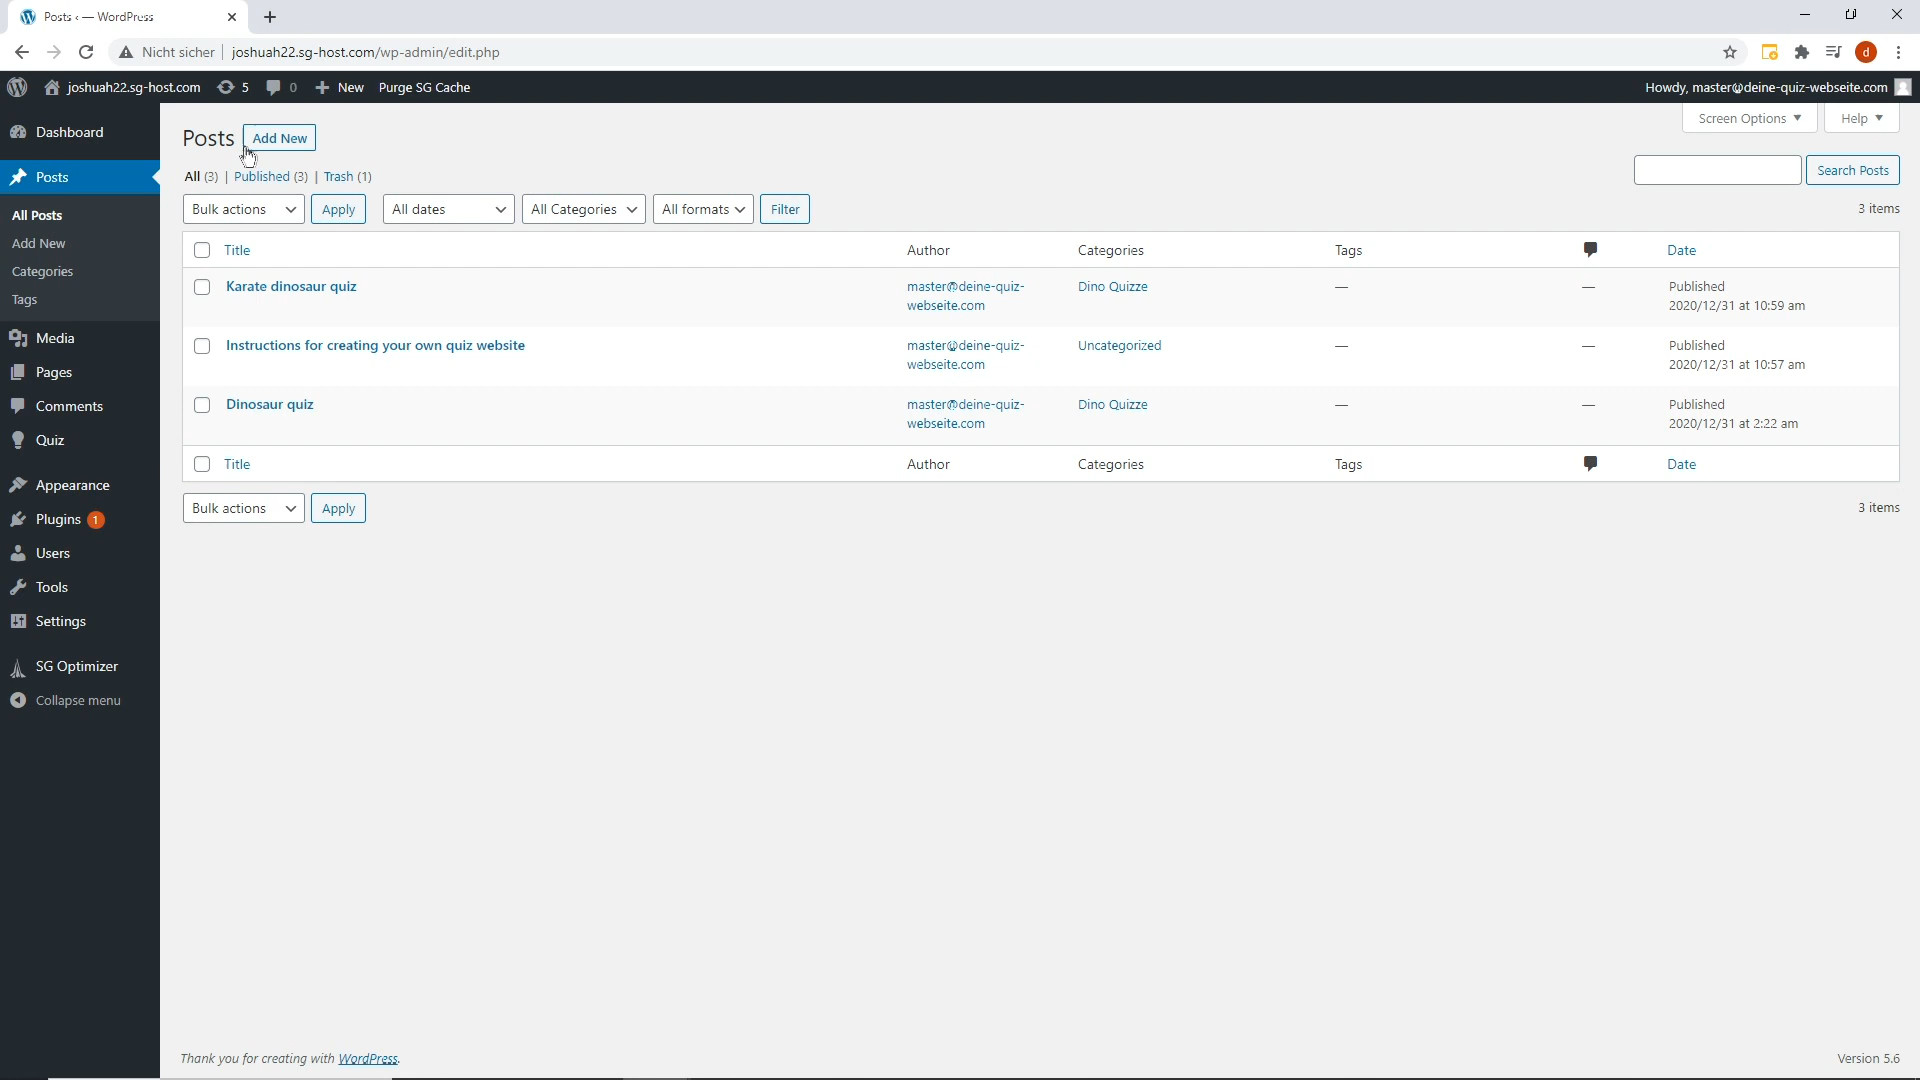 Posts ‹ — WordPress
Nicht sicher joshuah22.sg-host.com/wp-admin/edit.php
d
joshuah22.sg-host.com 5 0 New Purge SG Cache Howdy, master@deine-quiz-webseite.com
Dashboard
Posts
All Posts
Add New
Categories
Tags
Media
Pages
Comments
Quiz
Appearance
Plugins 1
Users
Tools
Settings
SG Optimizer
Collapse menu
Screen Options Help
Posts Add New
All (3) | Published (3) | Trash (1)
Search Posts
Bulk actions Apply All dates All Categories All formats Filter 3 items
Title Author Categories Tags Date
Karate dinosaur quiz master@deine-quiz- Dino Quizze — — Published
webseite.com 2020/12/31 at 10:59 am
Instructions for creating your own quiz website master@deine-quiz- Uncategorized — — Published
webseite.com 2020/12/31 at 10:57 am
Dinosaur quiz master@deine-quiz- Dino Quizze — — Published
webseite.com 2020/12/31 at 2:22 am
Title Author Categories Tags Date
Bulk actions Apply 3 items
Thank you for creating with WordPress. Version 5.6